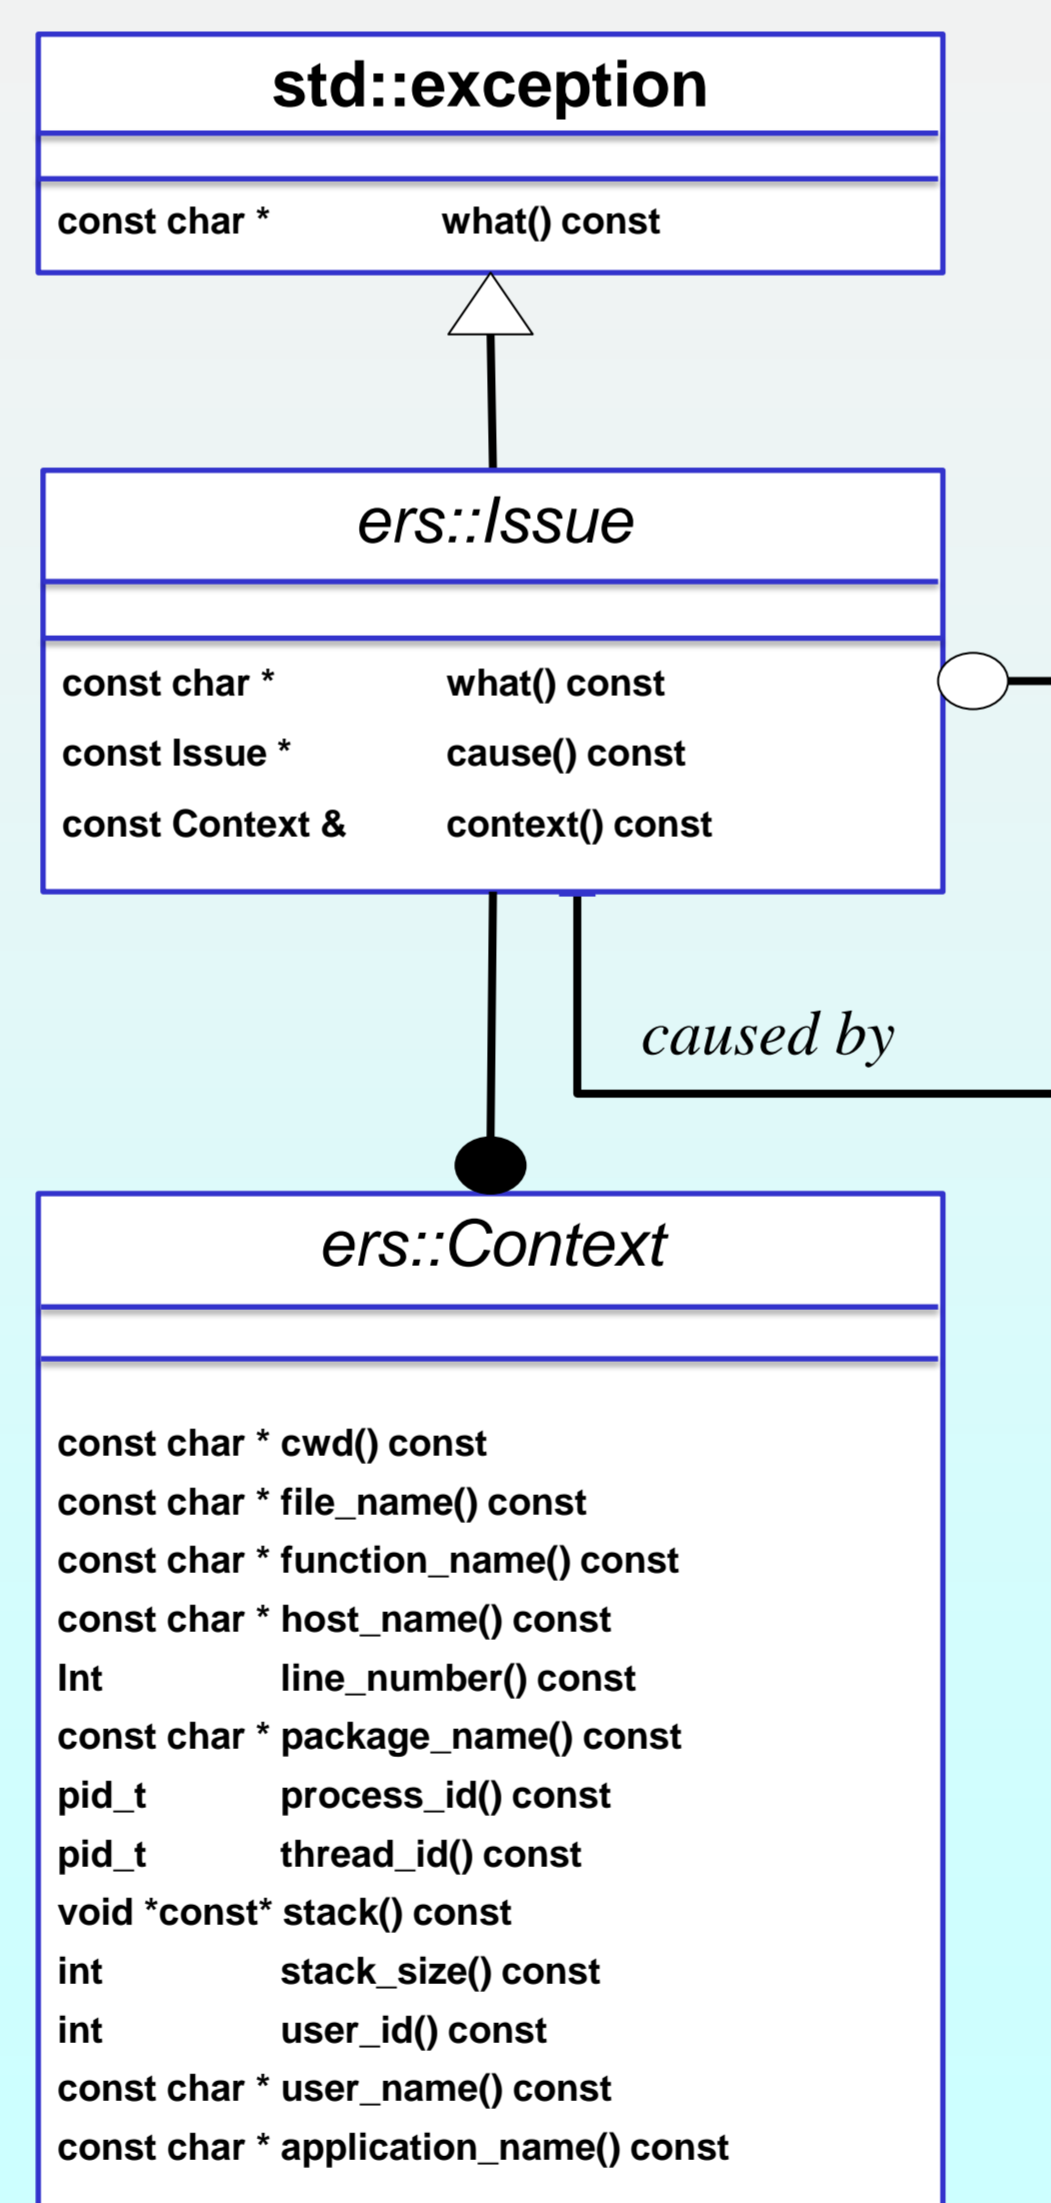 std::exception
const char * what() const
ers::Issue
const char * what() const
const Issue * cause() const
const Context & context() const
caused by
ers::Context
const char * cwd() const
const char * file_name() const
const char * function_name() const
const char * host_name() const
Int line_number() const
const char * package_name() const
pid_t process_id() const
pid_t thread_id() const
void *const* stack() const
int stack_size() const
int user_id() const
const char * user_name() const
const char * application_name() const